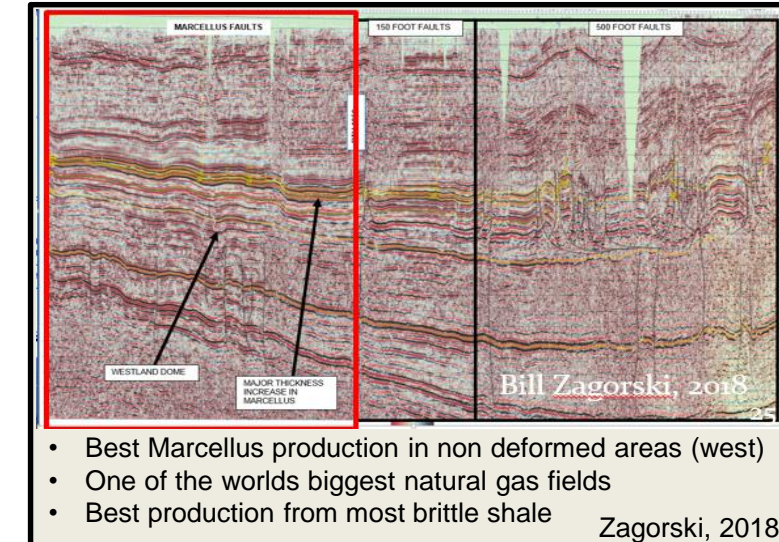 MARCELLUS FAULTS
150 FOOT FAULTS
500 FOOT FAULTS
WESTLAND DOME
MAJOR THICKNESS
INCREASE IN
MARCELLUS
Bill Zagorski, 2018
25
• Best Marcellus production in non deformed areas (west)
• One of the worlds biggest natural gas fields
• Best production from most brittle shale
Zagorski, 2018